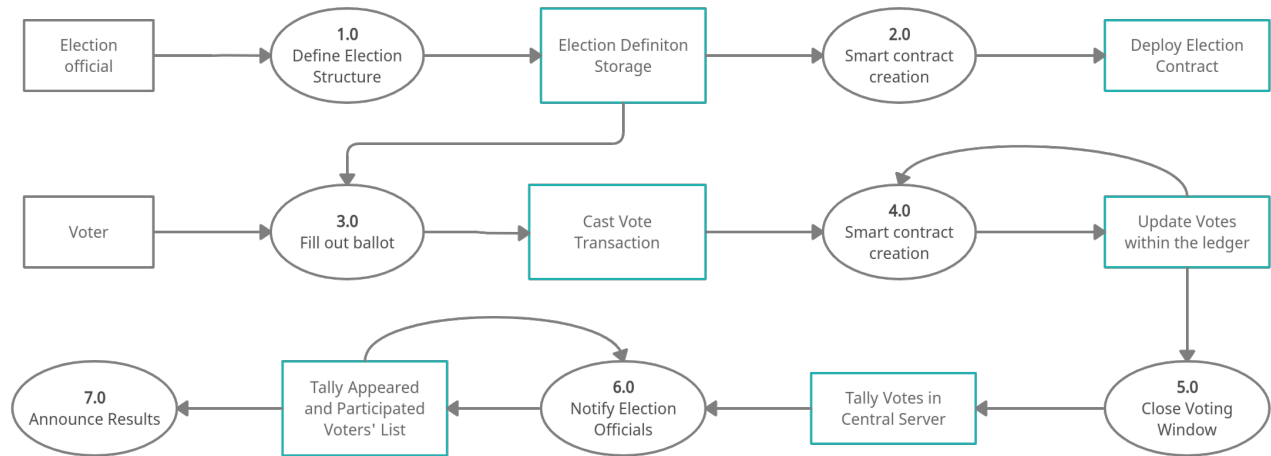 Election
official
1.0
Define Election
Structure
Election Definiton
Storage
2.0
Smart contract
creation
Deploy Election
Contract
Voter
3.0
Fill out ballot
Cast Vote
Transaction
4.0
Smart contract
creation
Update Votes
within the ledger
7.0
Announce Results
Tally Appeared
and Participated
Voters' List
6.0
Notify Election
Officials
Tally Votes in
Central Server
5.0
Close Voting
Window